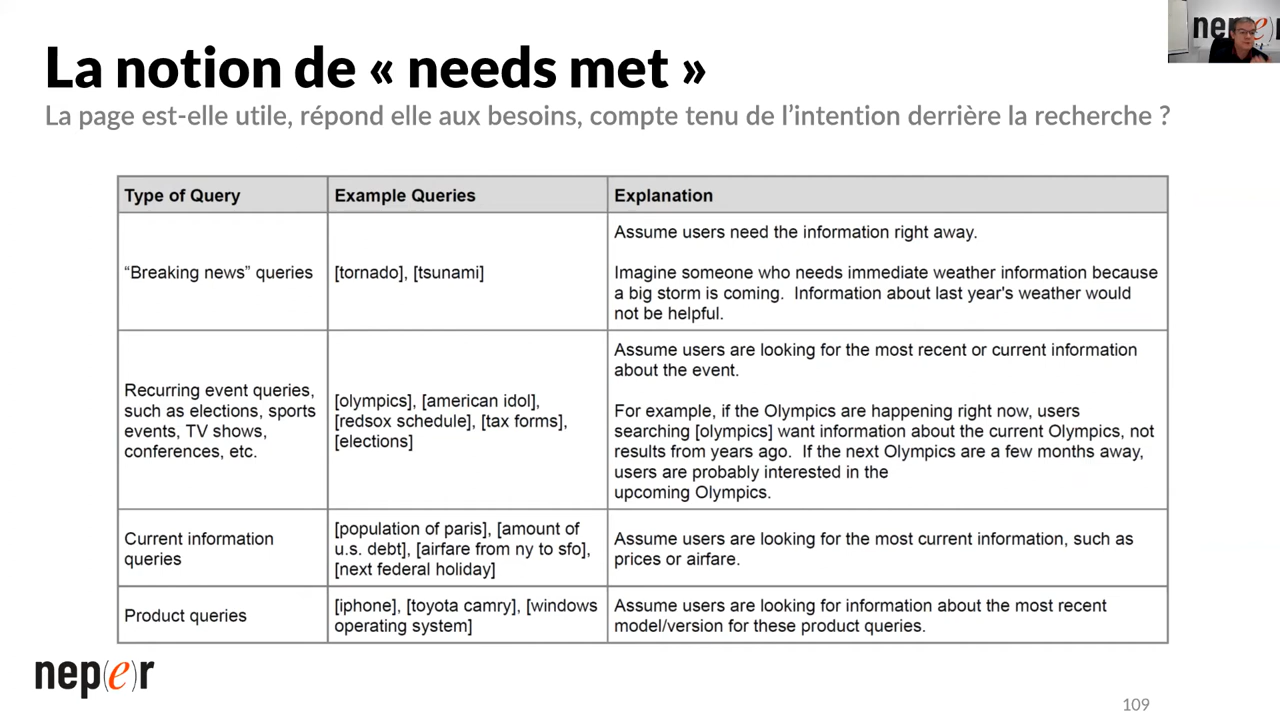 La notion de « needs met »
La page est-elle utile, répond elle aux besoins, compte tenu de l’intention derrière la recherche ?
Type of Query
Example Queries
Explanation
“Breaking news” queries
[tornado], [tsunami]
Assume users need the information right away.
Imagine someone who needs immediate weather information because
a big storm is coming.  Information about last year's weather would
not be helpful.
Recurring event queries,
such as elections, sports
events, TV shows,
conferences, etc.
[olympics], [american idol],
[redsox schedule], [tax forms],
[elections]
Assume users are looking for the most recent or current information
about the event.
For example, if the Olympics are happening right now, users
searching [olympics] want information about the current Olympics, not
results from years ago.  If the next Olympics are a few months away,
users are probably interested in the
upcoming Olympics.
Current information
queries
[population of paris], [amount of
u.s. debt], [airfare from ny to sfo],
[next federal holiday]
Assume users are looking for the most current information, such as
prices or airfare.
Product queries
[iphone], [toyota camry], [windows
operating system]
Assume users are looking for information about the most recent
model/version for these product queries.
nep(e)r
109